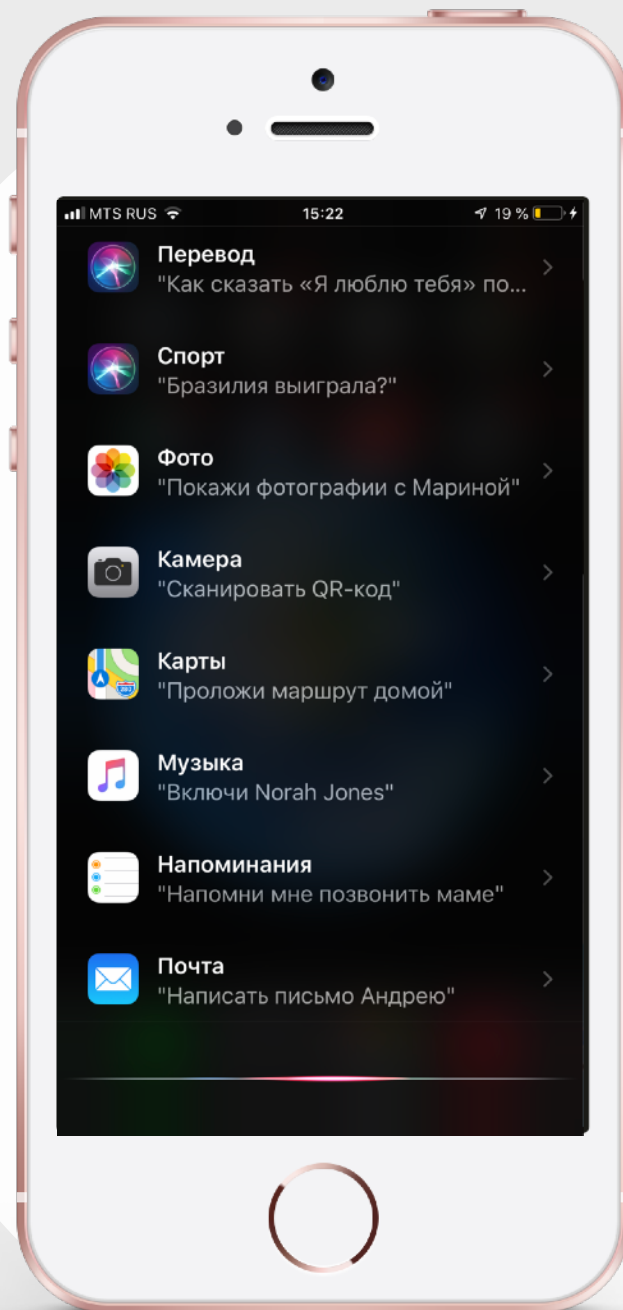 MTS RUS 15:22 19 %
Перевод
"Как сказать «Я люблю тебя» по...
Спорт
"Бразилия выиграла?"
Фото
"Покажи фотографии с Мариной"
Камера
"Сканировать QR-код"
Карты
"Проложи маршрут домой"
Музыка
"Включи Norah Jones"
Напоминания
"Напомни мне позвонить маме"
Почта
"Написать письмо Андрею"